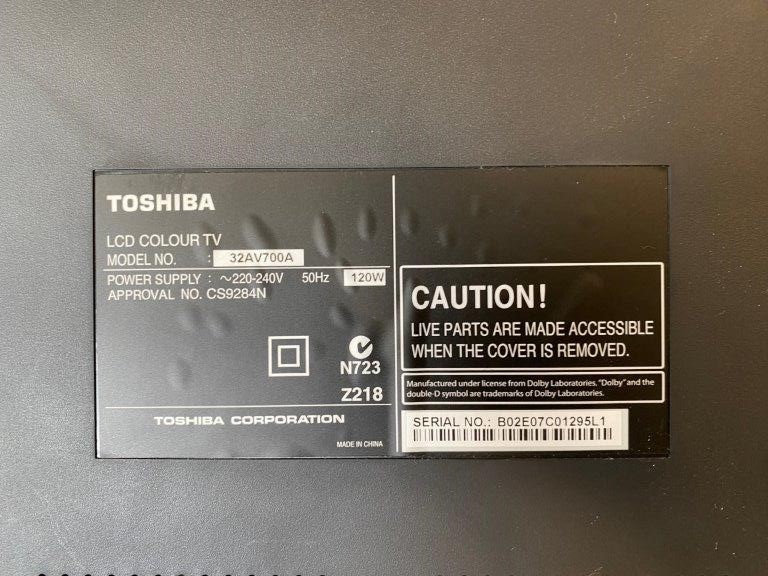 TOSHIBA
LCD COLOUR TV
MODEL NO. : 32AV700A
POWER SUPPLY : ~220-240V 50Hz 120W
APPROVAL NO. CS9284N
N723
Z218
TOSHIBA CORPORATION
MADE IN CHINA
CAUTION!
LIVE PARTS ARE MADE ACCESSIBLE
WHEN THE COVER IS REMOVED.
Manufactured under license from Dolby Laboratories. "Dolby" and the
double-D symbol are trademarks of Dolby Laboratories.
SERIAL NO.: B02E07C01295L1